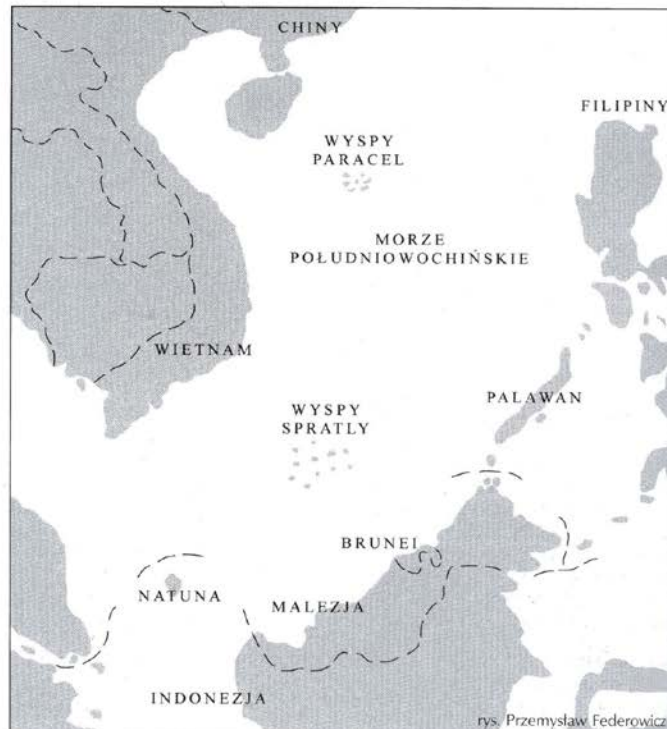 CHINY
FILIPINY
WYSPY
PARACEL
MORZE
POŁUDNIOWOCHIŃSKIE
WIETNAM
PALAWAN
WYSPY
SPRATLY
BRUNEI
NATUNA
MALEZJA
INDONEZJA
rys. Przemysław Federowicz